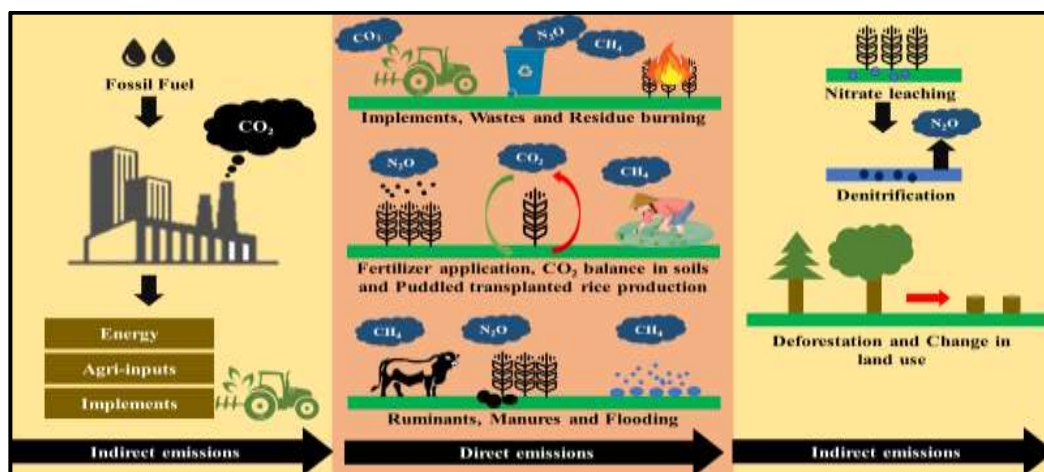 Fossil Fuel
CO₂
Energy
Agri-inputs
Implements
Indirect emissions
CO₂
N₂O
CH₄
Implements, Wastes and Residue burning
N₂O
CO₂
CH₄
Fertilizer application, CO₂ balance in soils
and Puddled transplanted rice production
CH₄
N₂O
CH₄
Ruminants, Manures and Flooding
Direct emissions
Nitrate leaching
N₂O
Denitrification
Deforestation and Change in
land use
Indirect emissions